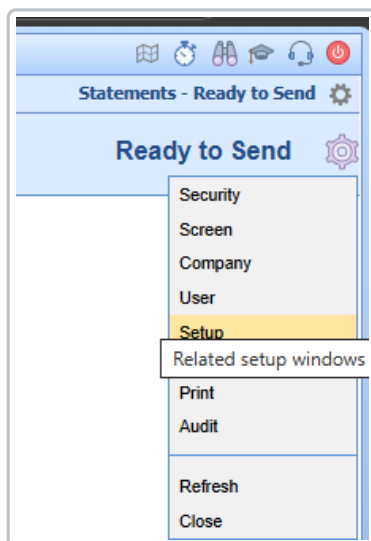 Statements - Ready to Send
Ready to Send
Security
Screen
Company
User
Setup
Related setup windows
Print
Audit
Refresh
Close